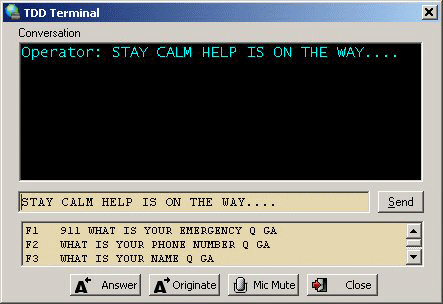 TDD Terminal
Conversation
Operator: STAY CALM HELP IS ON THE WAY....
STAY CALM HELP IS ON THE WAY....
Send
F1 911 WHAT IS YOUR EMERGENCY Q GA
F2 WHAT IS YOUR PHONE NUMBER Q GA
F3 WHAT IS YOUR NAME Q GA
A Answer A Originate Mic Mute Close